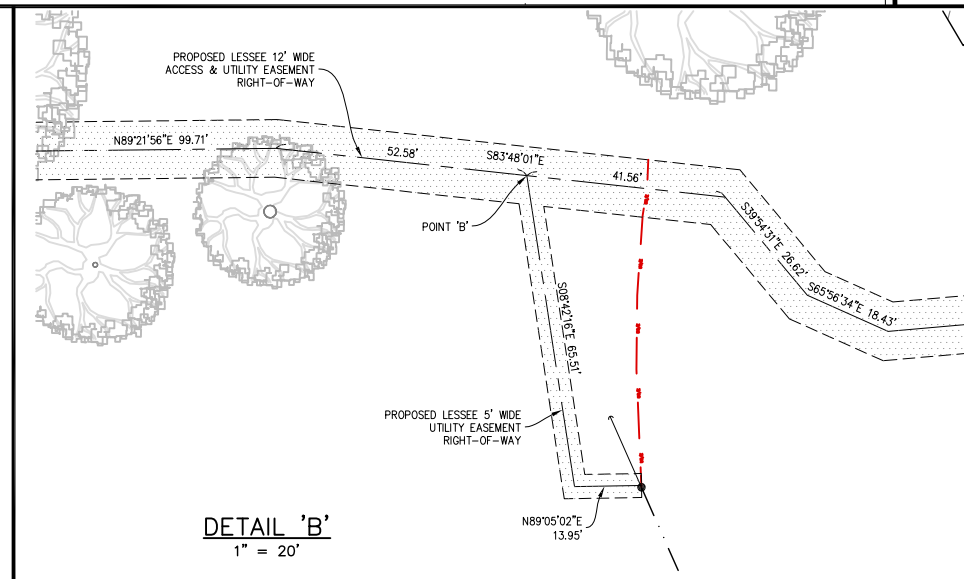 PROPOSED LESSEE 12' WIDE
ACCESS & UTILITY EASEMENT
RIGHT-OF-WAY
N89°21'56"E 99.71'
52.58'
S83°48'01"E
41.56'
POINT 'B'
S39°54'31"E 26.62'
S65°56'34"E 18.43'
S08°42'16"E 65.51'
PROPOSED LESSEE 5' WIDE
UTILITY EASEMENT
RIGHT-OF-WAY
N89°05'02"E
13.95'
DETAIL 'B'
1" = 20'